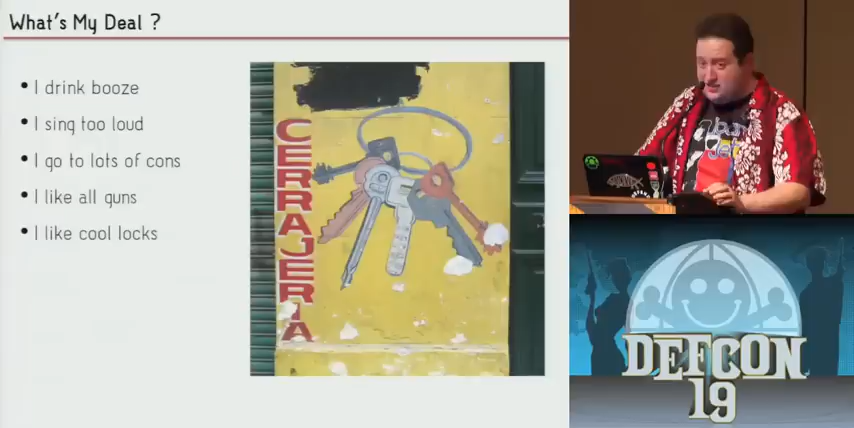 What's My Deal ?
• I drink booze
• I sing too loud
• I go to lots of cons
• I like all guns
• I like cool locks
CERRAJERIA
DEFCON
19